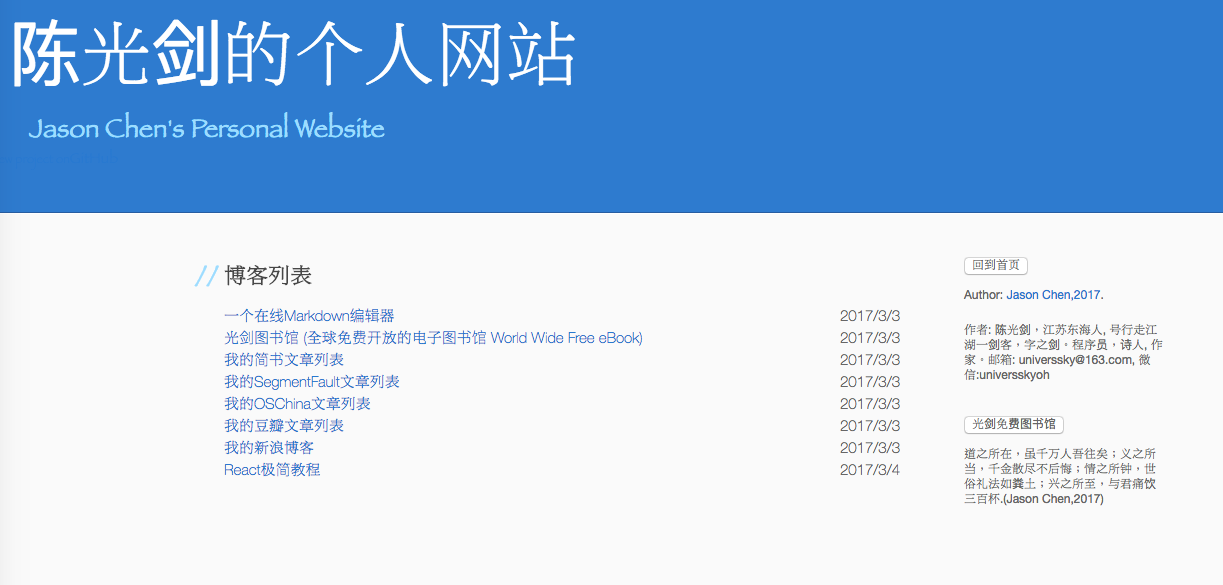 陈光剑的个人网站
Jason Chen's Personal Website
// 博客列表
一个在线Markdown编辑器 2017/3/3
光剑图书馆 (全球免费开放的电子图书馆 World Wide Free eBook) 2017/3/3
我的简书文章列表 2017/3/3
我的SegmentFault文章列表 2017/3/3
我的OSChina文章列表 2017/3/3
我的豆瓣文章列表 2017/3/3
我的新浪博客 2017/3/3
React极简教程 2017/3/4
回到首页
Author: Jason Chen,2017.
作者: 陈光剑，江苏东海人, 号行走江
湖一剑客，字之剑。程序员，诗人, 作
家。邮箱: universsky@163.com, 微
信:universskyoh
光剑免费图书馆
道之所在，虽千万人吾往矣；义之所
当，千金散尽不后悔；情之所钟，世
俗礼法如粪土；兴之所至，与君痛饮
三百杯.(Jason Chen,2017)